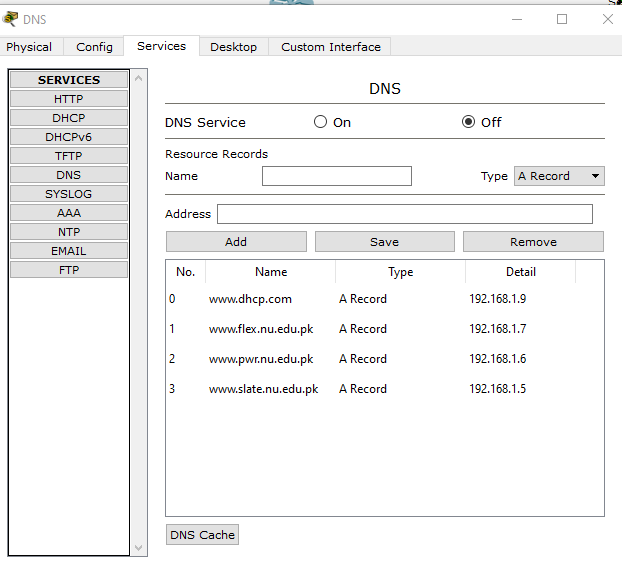 DNS
Physical Config Services Desktop Custom Interface
SERVICES
HTTP
DHCP
DHCPv6
TFTP
DNS
SYSLOG
AAA
NTP
EMAIL
FTP
DNS
DNS Service On Off
Resource Records
Name Type A Record
Address
Add Save Remove
No. Name Type Detail
0 www.dhcp.com A Record 192.168.1.9
1 www.flex.nu.edu.pk A Record 192.168.1.7
2 www.pwr.nu.edu.pk A Record 192.168.1.6
3 www.slate.nu.edu.pk A Record 192.168.1.5
DNS Cache